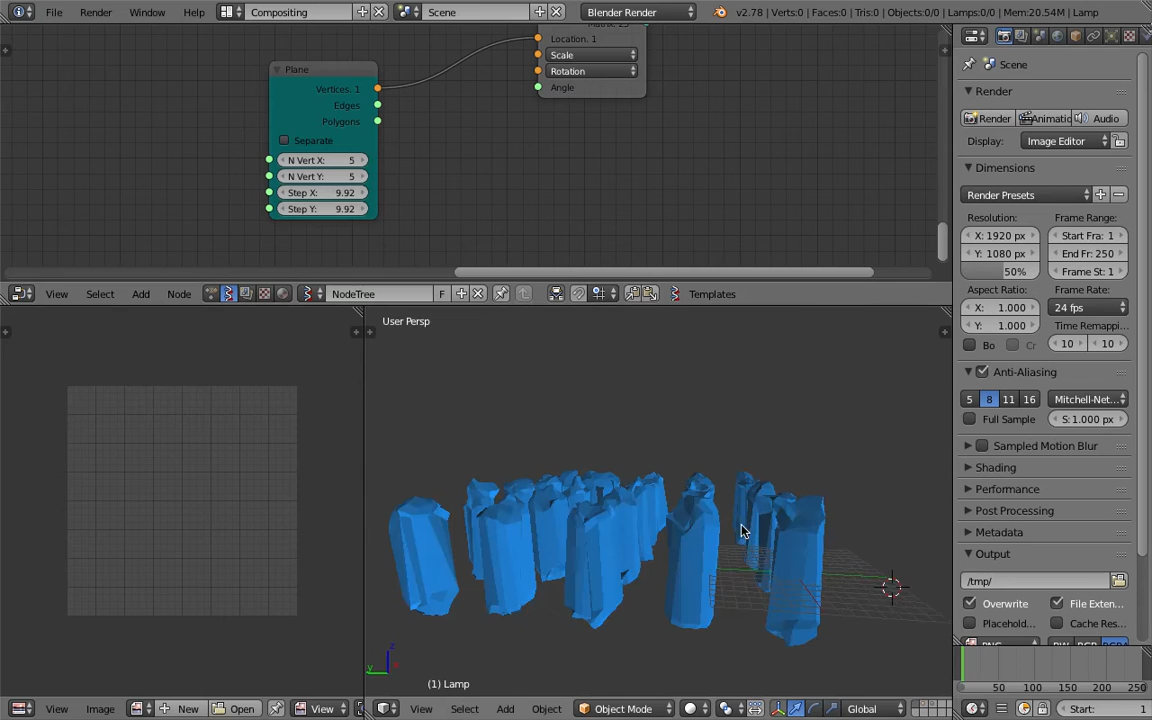 File Render Window Help Compositing Scene Blender Render v2.78 | Verts:0 | Faces:0 | Tris:0 | Objects:0/0 | Lamps:0/0 | Mem:20.54M | Lamp
Location. 1
Scale
Rotation
Angle
Plane
Vertices. 1
Edges
Polygons
Separate
N Vert X: 5
N Vert Y: 5
Step X: 9.92
Step Y: 9.92
View Select Add Node NodeTree F Templates
User Persp
(1) Lamp
z
y
x
View Image New Open View
View Select Add Object Object Mode Global
Scene
Render
Render Animatic Audio
Display: Image Editor
Dimensions
Render Presets
Resolution: Frame Range:
X: 1920 px Start Fra: 1
Y: 1080 px End Fr: 250
50% Frame St: 1
Aspect Ratio: Frame Rate:
X: 1.000 24 fps
Y: 1.000 Time Remappi...
Bo Cr 10 10
Anti-Aliasing
5 8 11 16 Mitchell-Net...
Full Sample S:1.000 px
Sampled Motion Blur
Shading
Performance
Post Processing
Metadata
Output
/tmp/
Overwrite File Exten...
Placehold... Cache Res...
50 100 150 200 250
Start: 1